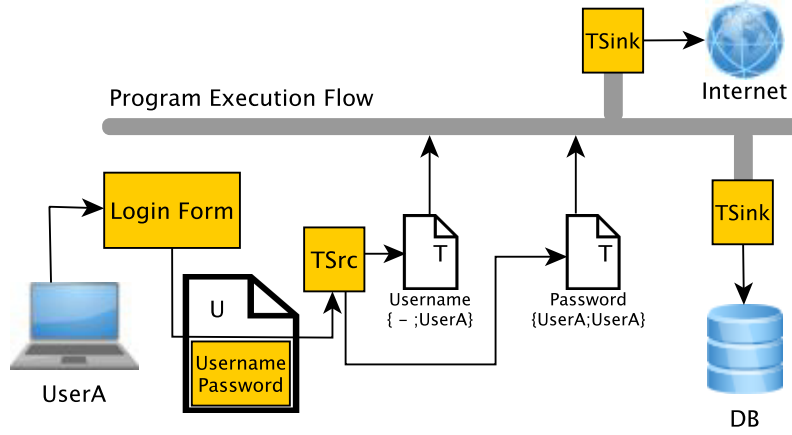 TSink
Internet
Program Execution Flow
Login Form
TSink
TSrc
T
T
Username
{ - ;UserA}
Password
{UserA;UserA}
U
Username
Password
UserA
DB